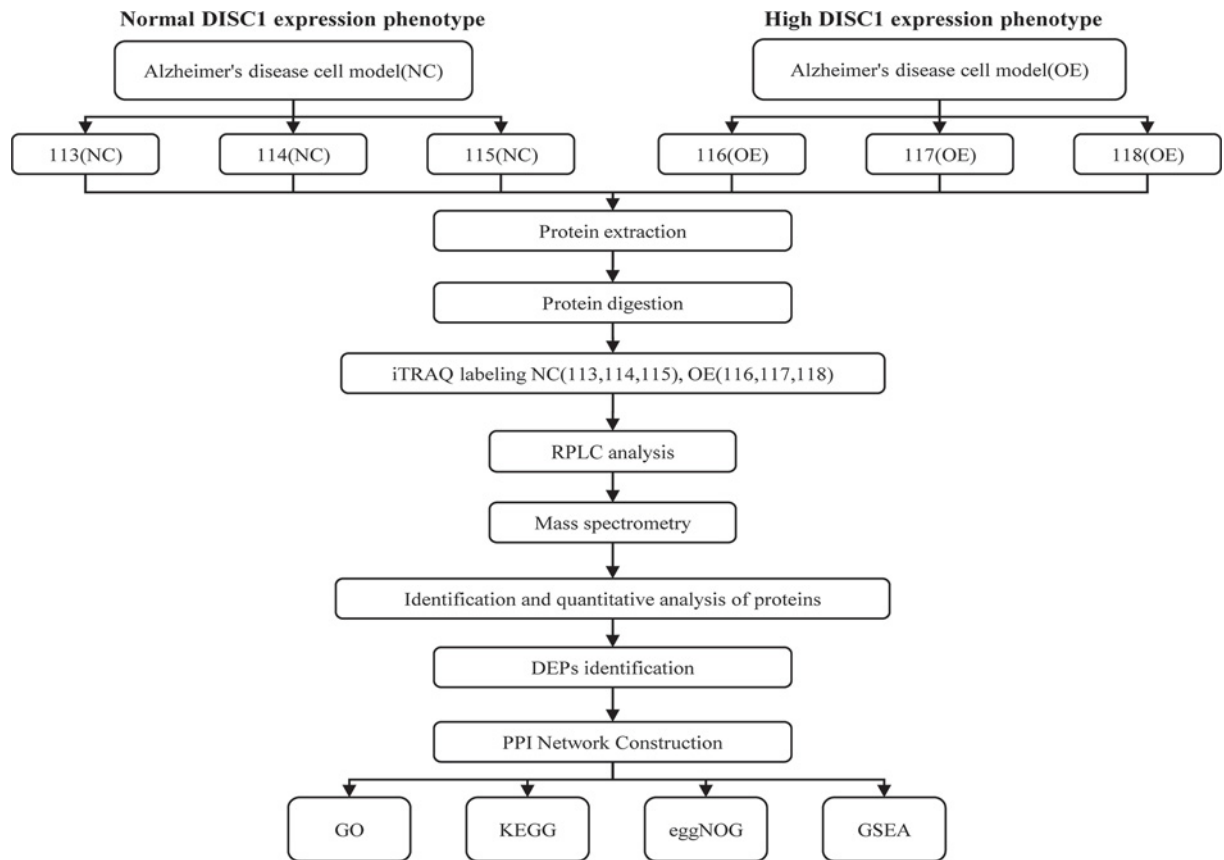 Normal DISC1 expression phenotype
High DISC1 expression phenotype
Alzheimer's disease cell model(NC)
Alzheimer's disease cell model(OE)
113(NC)
114(NC)
115(NC)
116(OE)
117(OE)
118(OE)
Protein extraction
Protein digestion
iTRAQ labeling NC(113,114,115), OE(116,117,118)
RPLC analysis
Mass spectrometry
Identification and quantitative analysis of proteins
DEPs identification
PPI Network Construction
GO
KEGG
eggNOG
GSEA